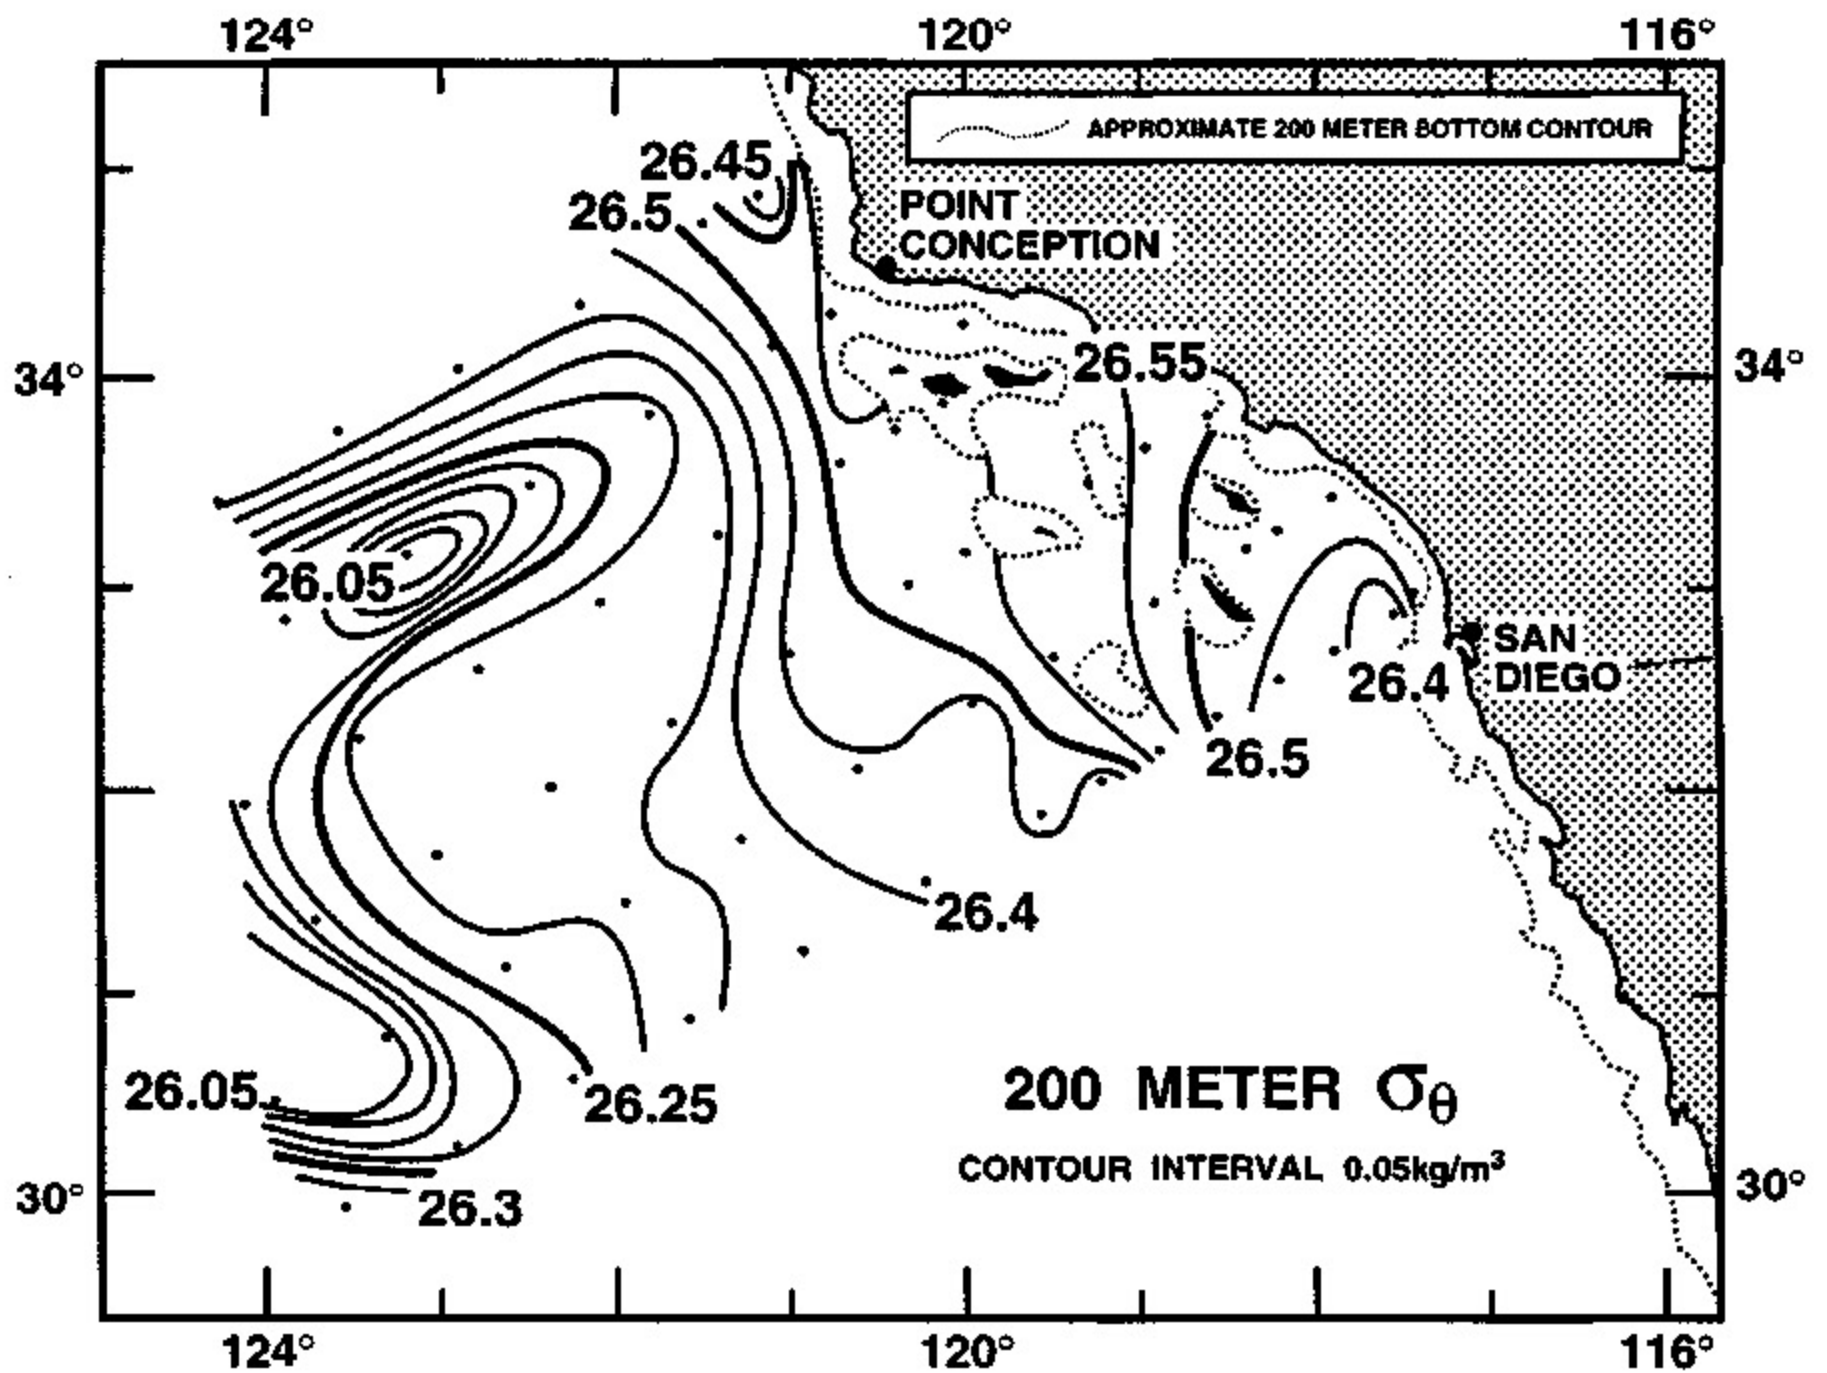 124° 120° 116°
APPROXIMATE 200 METER BOTTOM CONTOUR
26.45
26.5
POINT
CONCEPTION
34° 26.55 34°
26.05
SAN
DIEGO
26.4
26.5
26.4
26.05
26.25
200 METER σθ
CONTOUR INTERVAL 0.05kg/m³
30° 26.3 30°
124° 120° 116°